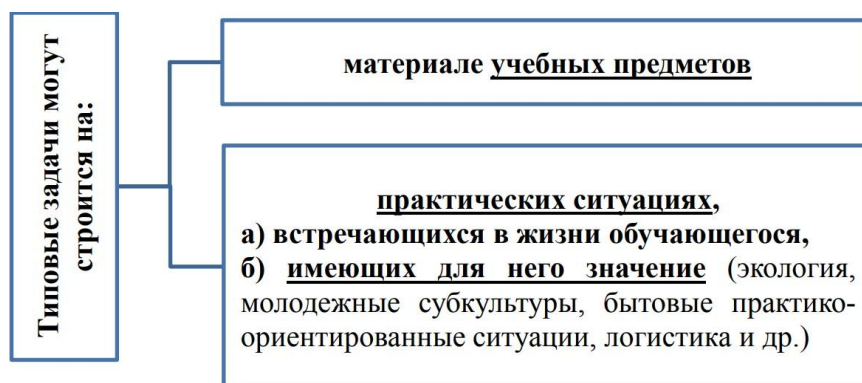 Типовые задачи могут
строится на:
материале учебных предметов
практических ситуациях,
а) встречающихся в жизни обучающегося,
б) имеющих для него значение (экология,
молодежные субкультуры, бытовые практико-
ориентированные ситуации, логистика и др.)